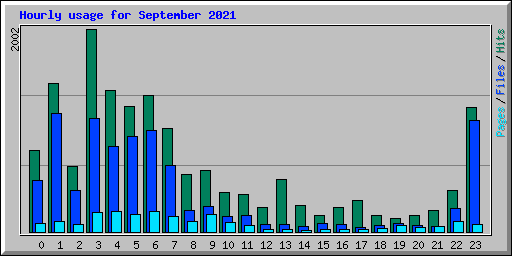 Hourly usage for September 2021
2002
Pages/Files/Hits
0 1 2 3 4 5 6 7 8 9 10 11 12 13 14 15 16 17 18 19 20 21 22 23